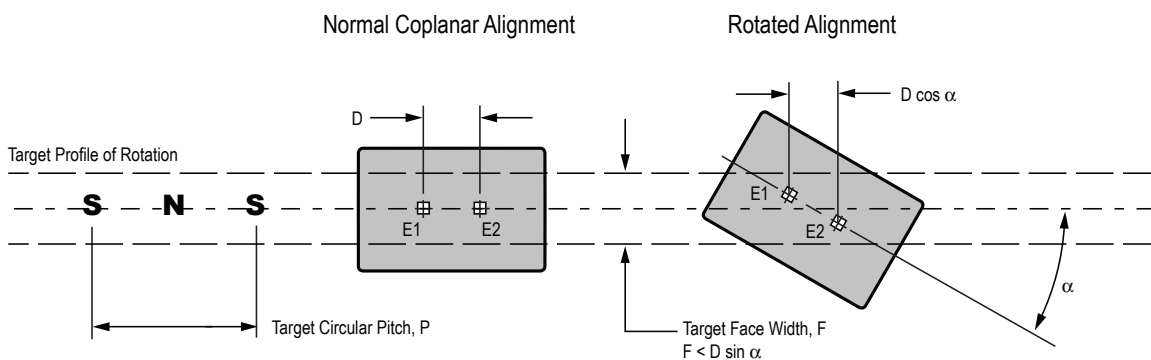 Normal Coplanar Alignment
Rotated Alignment
D
D cos α
Target Profile of Rotation
S N S
E1 E2
E1
E2
α
Target Circular Pitch, P
Target Face Width, F
F < D sin α